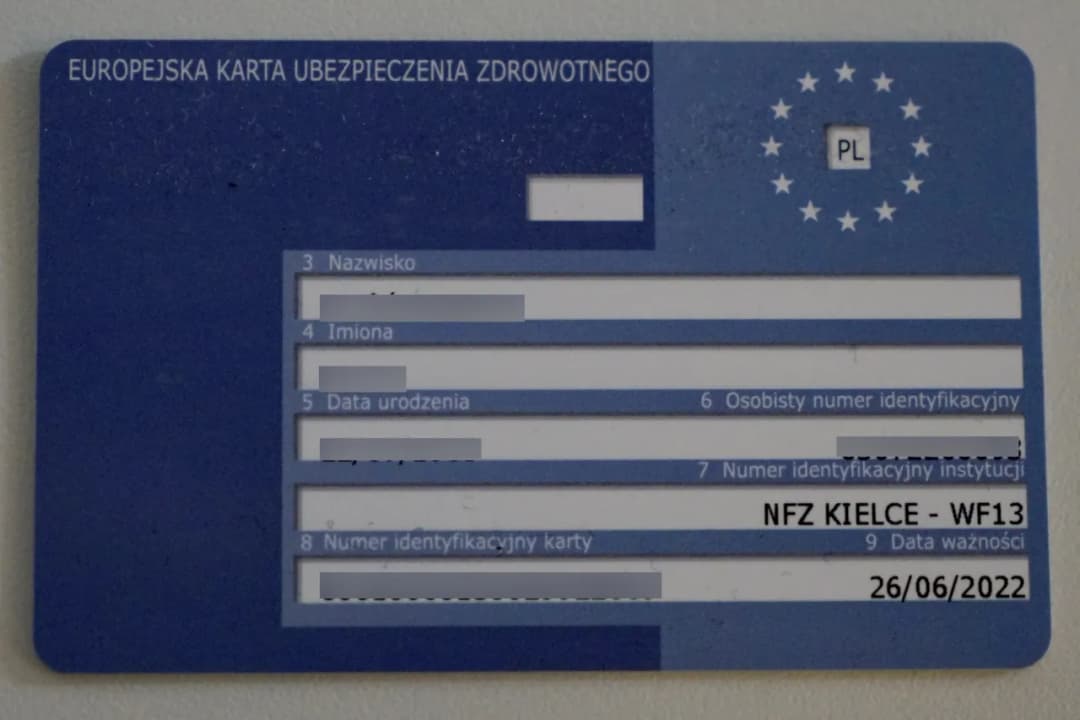 EUROPEJSKA KARTA UBEZPIECZENIA ZDROWOTNEGO
PL
3 Nazwisko
4 Imiona
5 Data urodzenia 6 Osobisty numer identyfikacyjny
7 Numer identyfikacyjny instytucji
NFZ KIELCE - WF13
8 Numer identyfikacyjny karty 9 Data ważności
26/06/2022